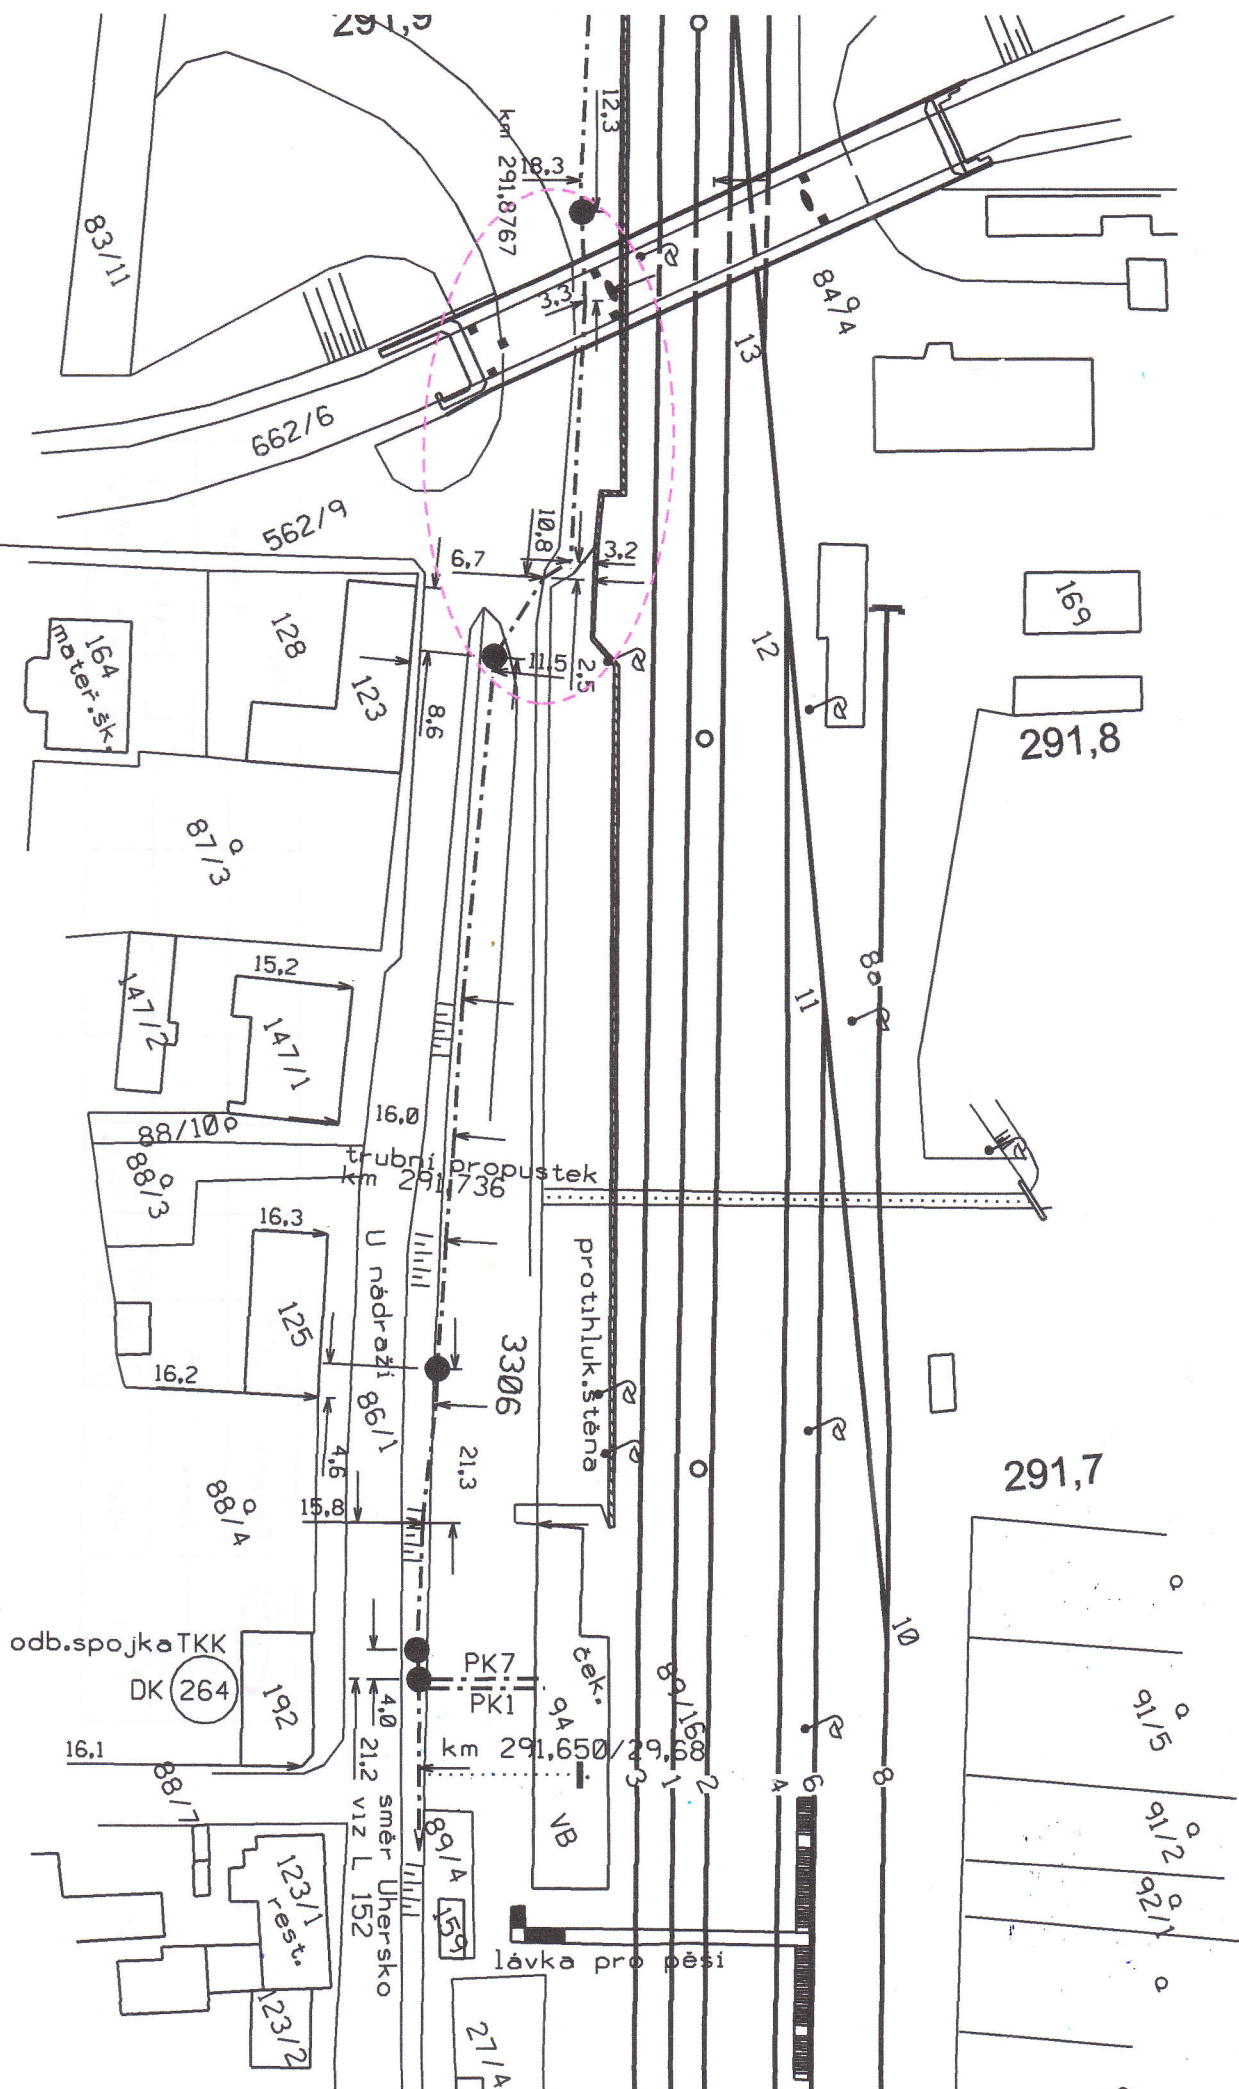 291,9
12,3
km 291,8767
18,3
83/11
3,3
84/4
13
662/6
562/9
10,8
3,2
6,7
128
164
mateř.šk.
123
11,5
2,5
8,6
12
169
291,8
87/3
15,2
147/2
147/1
11
8a
16,0
88/10
trubní propustek
km 291,736
88/3
16,3
U nádraží
125
protihluk.stěna
3306
16,2
86/1
4,6
21,3
291,7
88/4
15,8
10
odb.spojka TKK
DK 264
192
PK7
PK1
ček.
9A
89/168
91/5
4,0
21,2
16,1
km 291,650/29,68
88/7
3 1 2 4 6 8
směr Uhersko
viz L 152
89/4
VB
91/2
123/1
rest.
159
92/1
lávka pro pěší
123/2
27/4